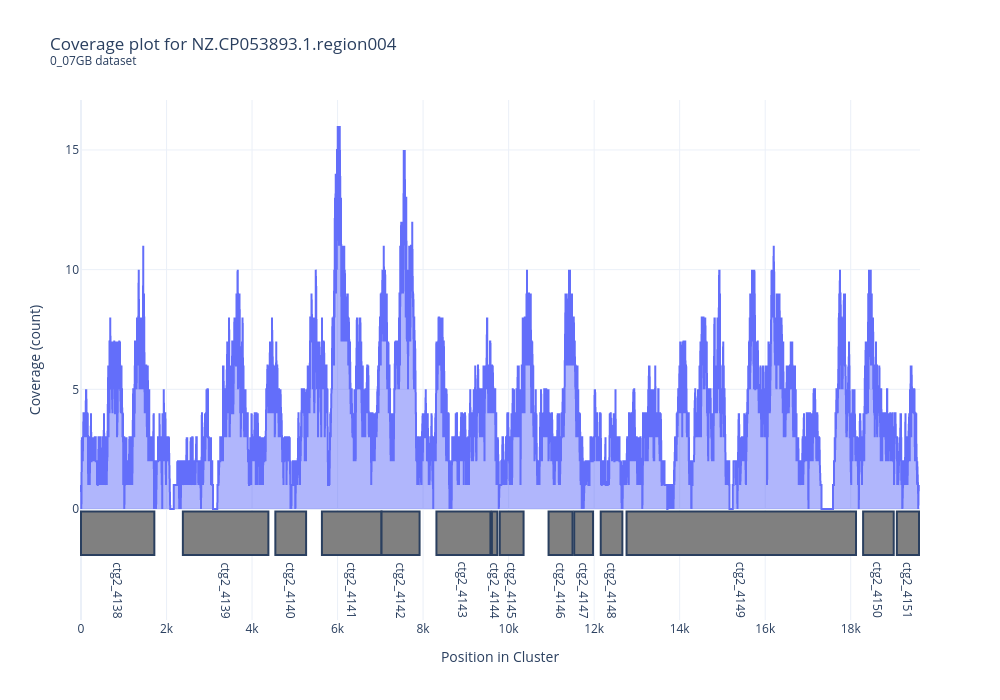 Coverage plot for NZ.CP053893.1.region004
0_07GB dataset
15
10
5
0
Coverage (count)
ctg2_4138
ctg2_4139
ctg2_4140
ctg2_4141
ctg2_4142
ctg2_4143
ctg2_4144
ctg2_4145
ctg2_4146
ctg2_4147
ctg2_4148
ctg2_4149
ctg2_4150
ctg2_4151
0 2k 4k 6k 8k 10k 12k 14k 16k 18k
Position in Cluster